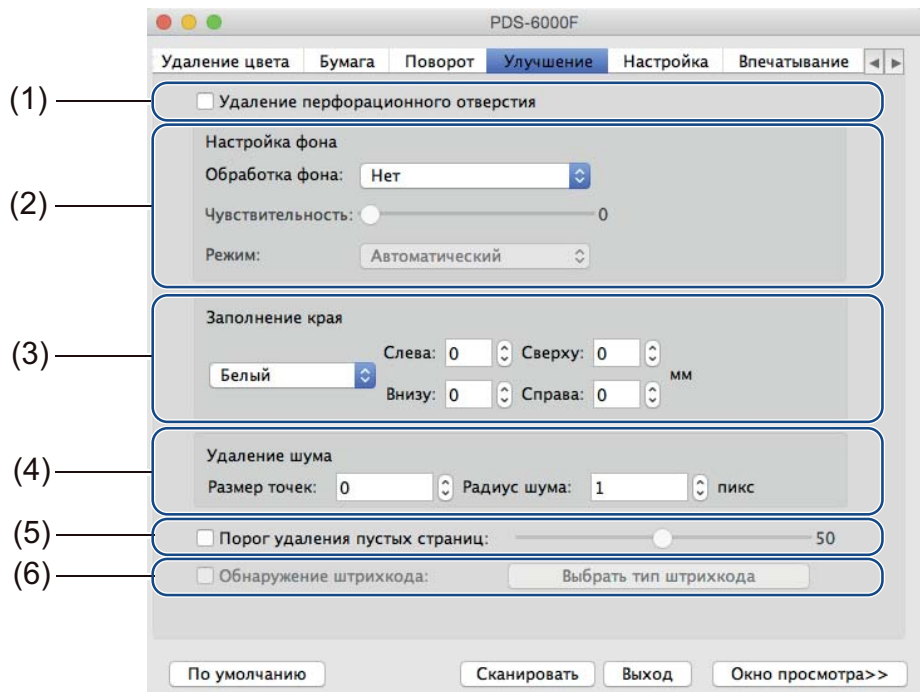 PDS-6000F
Удаление цвета Бумага Поворот Улучшение Настройка Впечатывание
(1) Удаление перфорационного отверстия
Настройка фона
Обработка фона: Нет
(2)
Чувствительность: 0
Режим: Автоматический
Заполнение края
(3)
Слева: 0 Сверху: 0
Белый мм
Внизу: 0 Справа: 0
Удаление шума
(4)
Размер точек: 0 Радиус шума: 1 пикс
(5) Порог удаления пустых страниц: 50
(6) Обнаружение штрихкода: Выбрать тип штрихкода
По умолчанию Сканировать Выход Окно просмотра>>